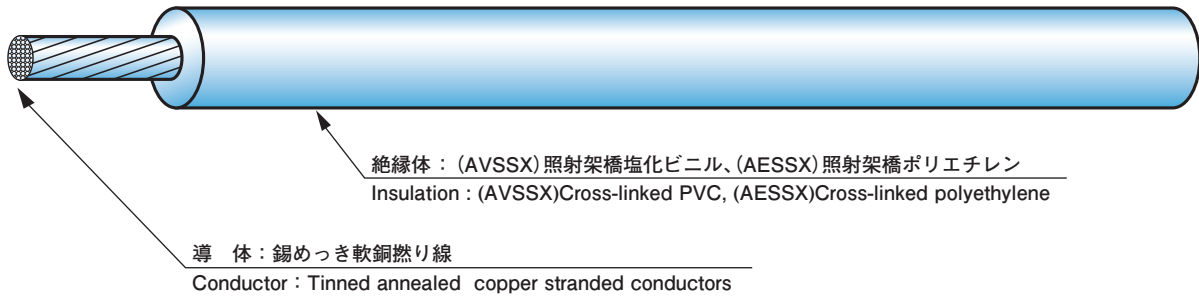 絶縁体：(AVSSX)照射架橋塩化ビニル、(AESSX)照射架橋ポリエチレン
Insulation : (AVSSX)Cross-linked PVC, (AESSX)Cross-linked polyethylene
導　体：錫めっき軟銅撚り線
Conductor：Tinned annealed copper stranded conductors